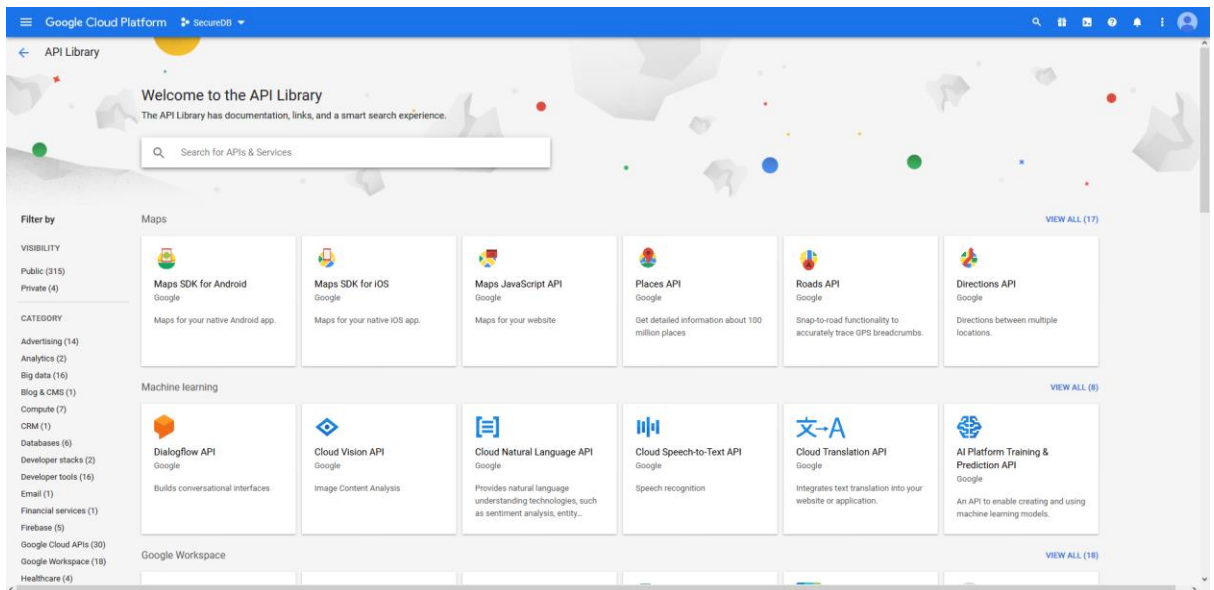 Google Cloud Platform SecureDB
API Library
Welcome to the API Library
The API Library has documentation, links, and a smart search experience.
Search for APIs & Services
Filter by
VISIBILITY
Public (315)
Private (4)
CATEGORY
Advertising (14)
Analytics (2)
Big data (16)
Blog & CMS (1)
Compute (7)
CRM (1)
Databases (6)
Developer stacks (2)
Developer tools (16)
Email (1)
Financial services (1)
Firebase (5)
Google Cloud APIs (30)
Google Workspace (18)
Healthcare (4)
Maps
VIEW ALL (17)
Maps SDK for Android
Google
Maps for your native Android app.
Maps SDK for iOS
Google
Maps for your native iOS app.
Maps JavaScript API
Google
Maps for your website
Places API
Google
Get detailed information about 100
million places
Roads API
Google
Snap-to-road functionality to
accurately trace GPS breadcrumbs.
Directions API
Google
Directions between multiple
locations.
Machine learning
VIEW ALL (8)
Dialogflow API
Google
Builds conversational interfaces
Cloud Vision API
Google
Image Content Analysis
Cloud Natural Language API
Google
Provides natural language
understanding technologies, such
as sentiment analysis, entity...
Cloud Speech-to-Text API
Google
Speech recognition
文→A
Cloud Translation API
Google
Integrates text translation into your
website or application.
AI Platform Training &
Prediction API
Google
An API to enable creating and using
machine learning models.
Google Workspace
VIEW ALL (18)